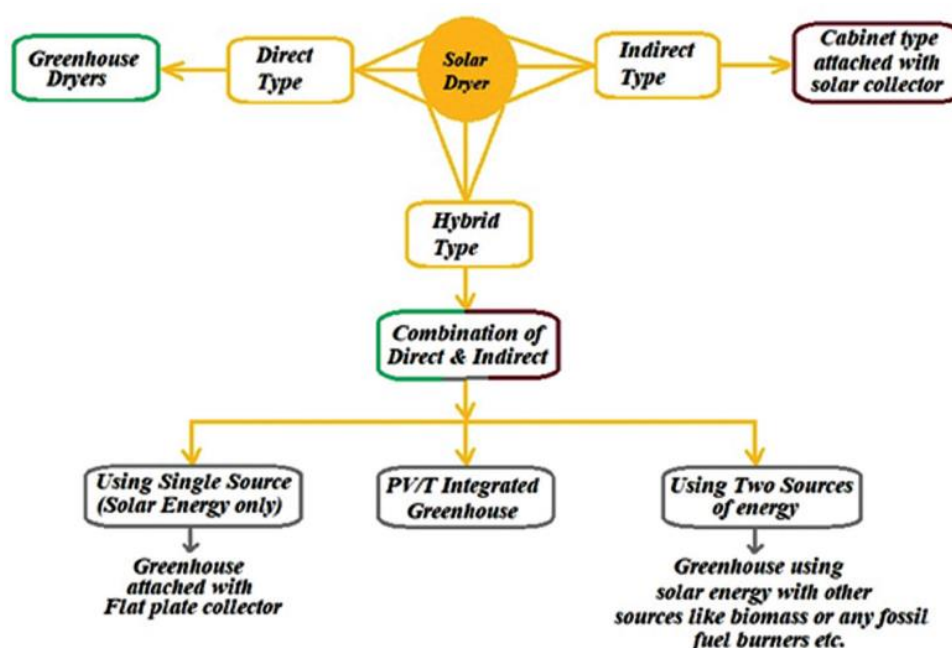 Greenhouse
Dryers
Direct
Type
Solar
Dryer
Indirect
Type
Cabinet type
attached with
solar collector
Hybrid
Type
Combination of
Direct & Indirect
Using Single Source
(Solar Energy only)
PV/T Integrated
Greenhouse
Using Two Sources
of energy
Greenhouse
attached with
Flat plate collector
Greenhouse using
solar energy with other
sources like biomass or any fossil
fuel burners etc.